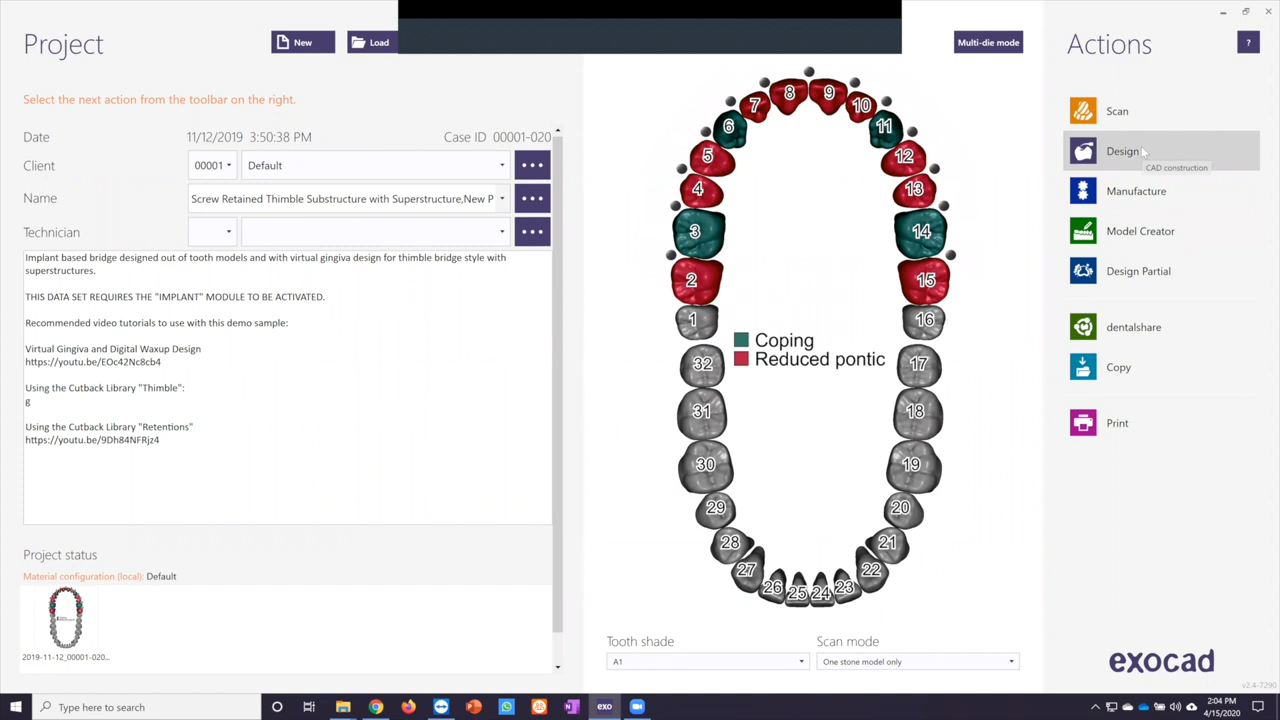 Project
New
Load
Select the next action from the toolbar on the right.
Date 11/12/2019 3:50:38 PM Case ID 00001-020
Client 00001 Default
Name Screw Retained Thimble Substructure with Superstructure,New P
Technician
Implant based bridge designed out of tooth models and with virtual gingiva design for thimble bridge style with
superstructures.
THIS DATA SET REQUIRES THE "IMPLANT" MODULE TO BE ACTIVATED.
Recommended video tutorials to use with this demo sample:
Virtual Gingiva and Digital Waxup Design
https://youtu.be/EOc42Nc8cb4
Using the Cutback Library "Thimble":
g
Using the Cutback Library "Retentions"
https://youtu.be/9Dh84NFRjz4
Project status
Material configuration (local): Default
2019-11-12_00001-020...
Multi-die mode
8 9
7 10
6 11
5 12
4 13
3 14
2 15
1 16
Coping
Reduced pontic
32 17
31 18
30 19
29 20
28 21
27 22
26 25 24 23
Tooth shade
A1
Scan mode
One stone model only
Actions
?
Scan
Design
CAD construction
Manufacture
Model Creator
Design Partial
dentalshare
Copy
Print
exocad
v2.4-7290
Type here to search
exo
2:04 PM
4/15/2020